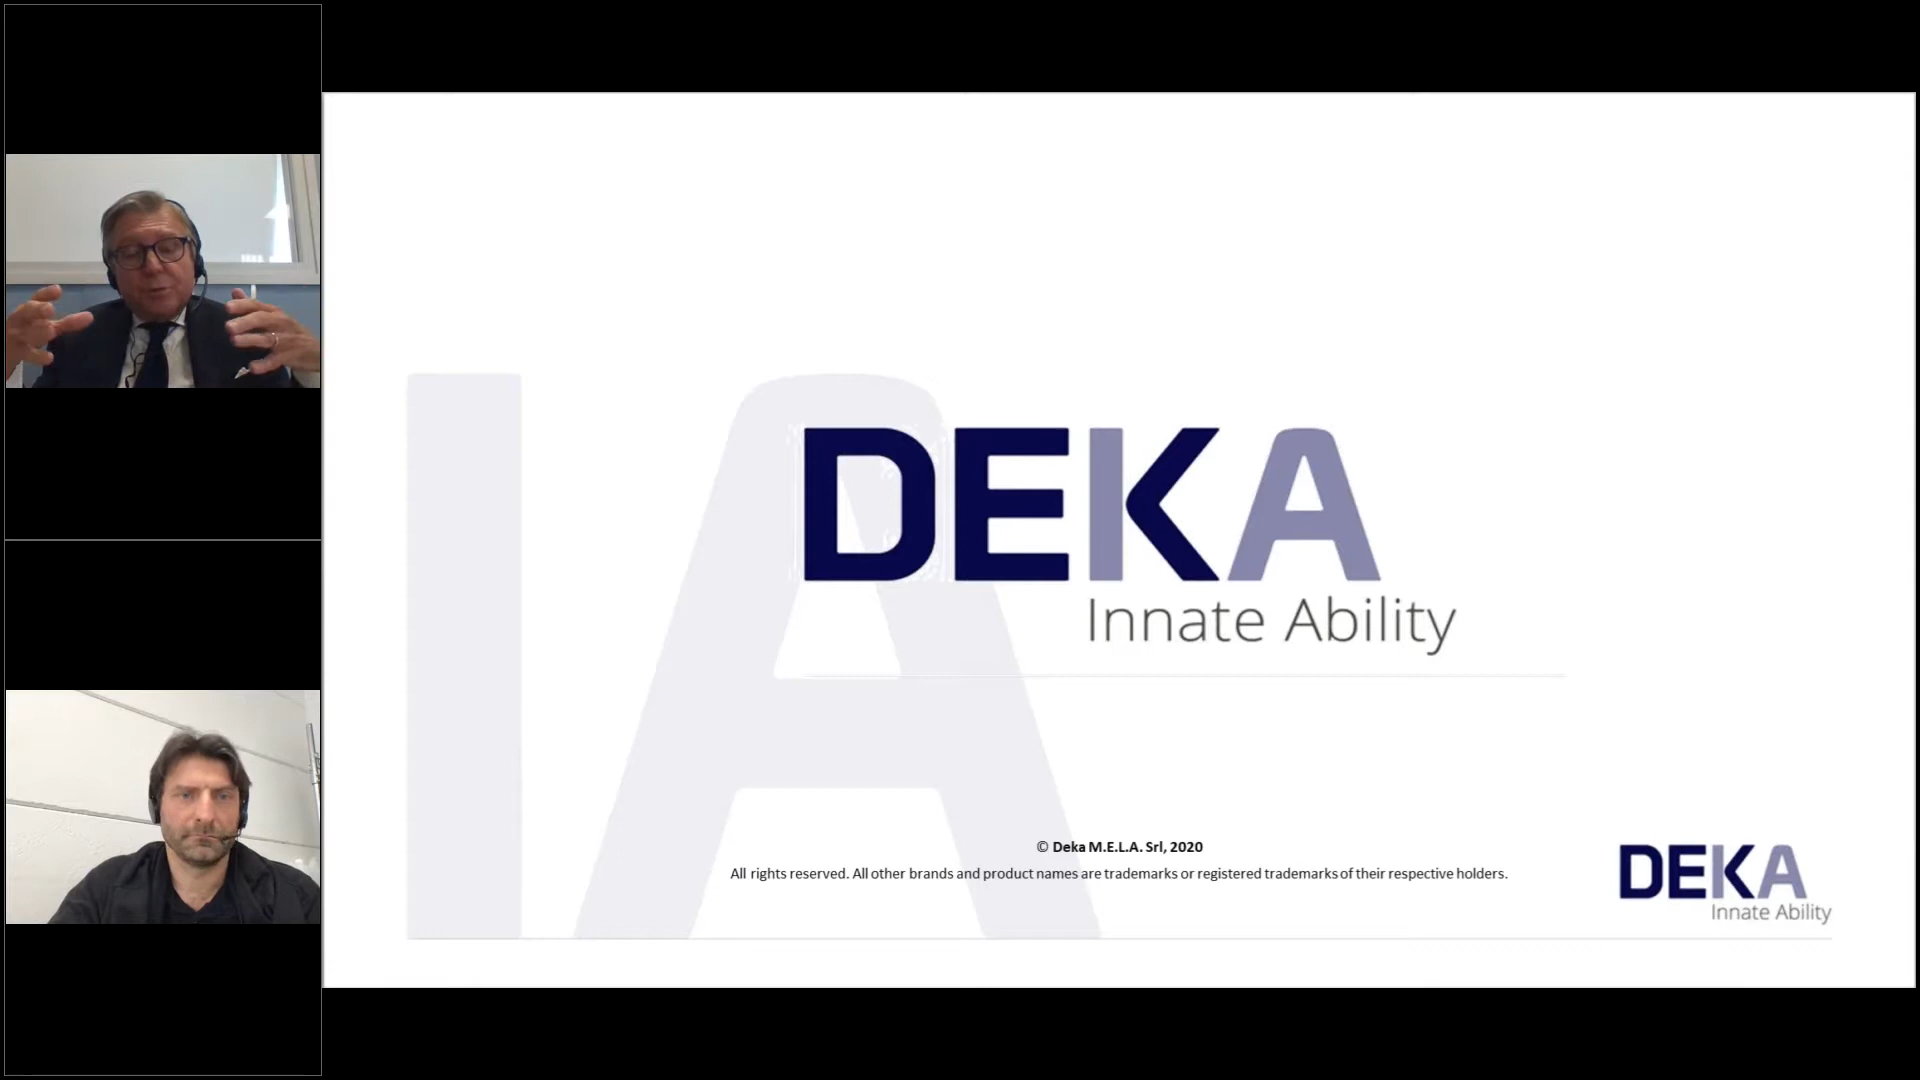 DEKA
Innate Ability
© Deka M.E.L.A. Srl, 2020
All rights reserved. All other brands and product names are trademarks or registered trademarks of their respective holders.
DEKA
Innate Ability